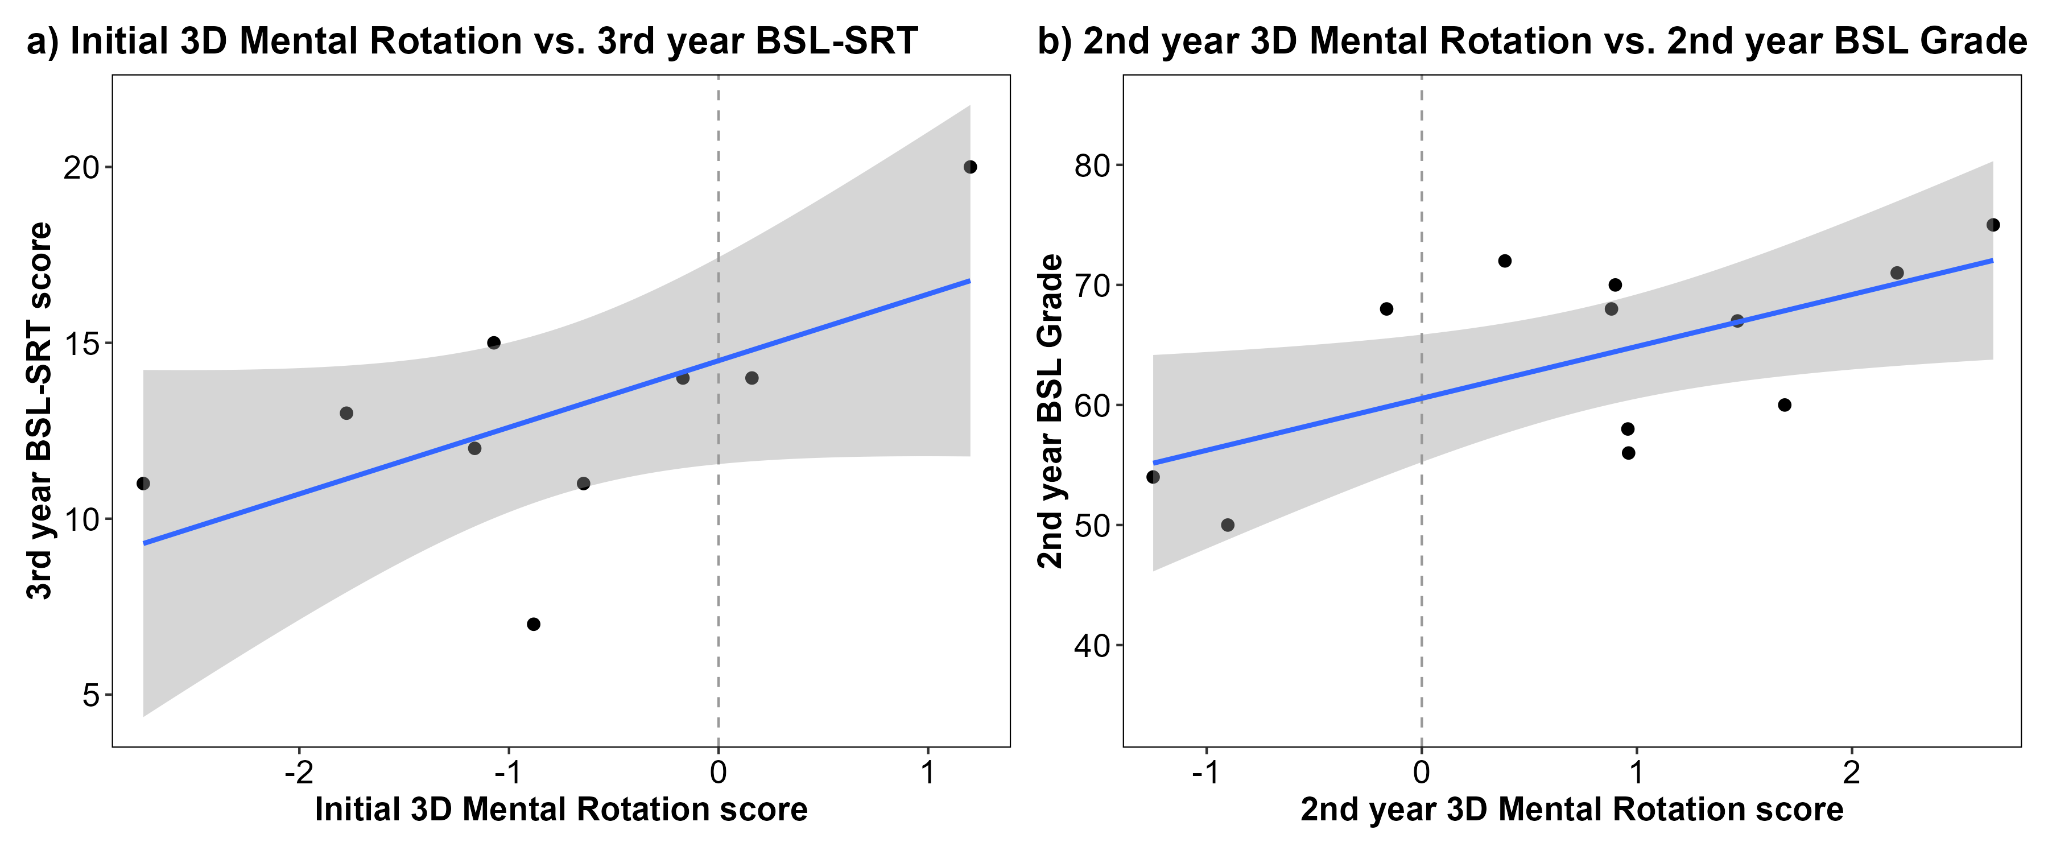 a) Initial 3D Mental Rotation vs. 3rd year BSL-SRT
3rd year BSL-SRT score
20
15
10
5
-2
-1
0
1
Initial 3D Mental Rotation score
b) 2nd year 3D Mental Rotation vs. 2nd year BSL Grade
2nd year BSL Grade
80
70
60
50
40
-1
0
1
2
2nd year 3D Mental Rotation score